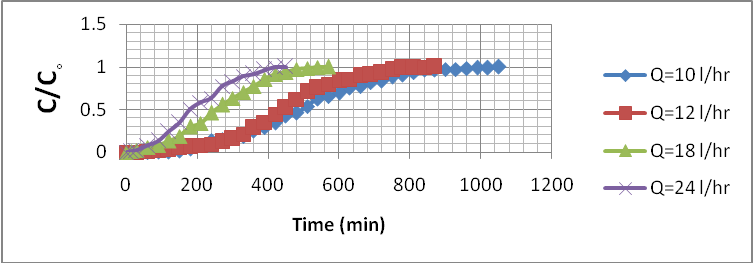 1.5
1
0.5
0
C/C°
0 200 400 600 800 1000 1200
Time (min)
Q=10 l/hr
Q=12 l/hr
Q=18 l/hr
Q=24 l/hr